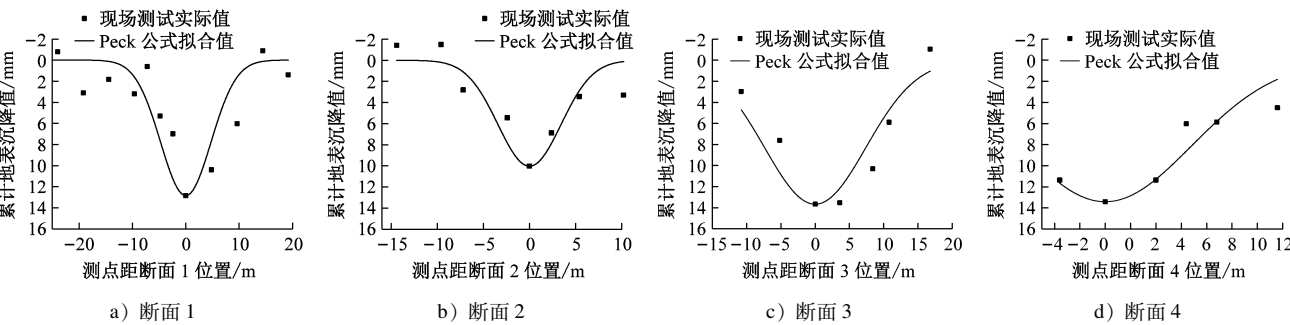 现场测试实际值
Peck 公式拟合值
累计地表沉降值/mm
-2
0
2
4
6
8
10
12
14
16
-20 -10 0 10 20
测点距断面 1 位置/m
a）断面 1
现场测试实际值
Peck 公式拟合值
累计地表沉降值/mm
-2
0
2
4
6
8
10
12
14
16
-15 -10 -5 0 5 10
测点距断面 2 位置/m
b）断面 2
现场测试实际值
Peck 公式拟合值
累计地表沉降值/mm
-2
0
2
4
6
8
10
12
14
16
-15 -10 -5 0 5 10 15 20
测点距断面 3 位置/m
c）断面 3
现场测试实际值
Peck 公式拟合值
累计地表沉降值/mm
-2
0
2
4
6
8
10
12
14
16
-4 -2 0 0 2 4 6 8 10 12
测点距断面 4 位置/m
d）断面 4